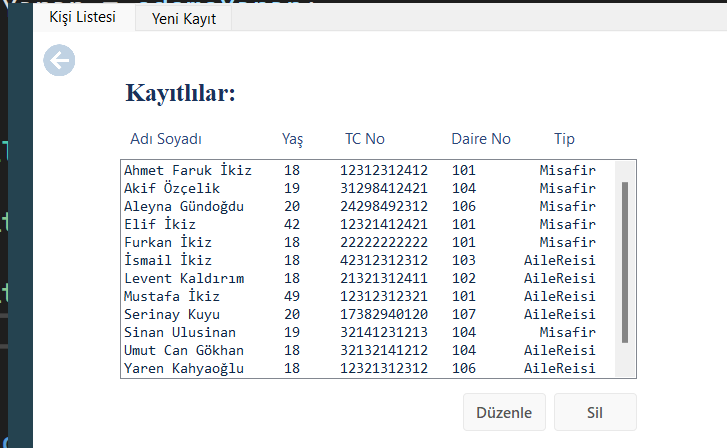 Kişi Listesi Yeni Kayıt
Kayıtlılar:
Adı Soyadı Yaş TC No Daire No Tip
Ahmet Faruk İkiz 18 12312312412 101 Misafir
Akif Özçelik 19 31298412421 104 Misafir
Aleyna Gündoğdu 20 24298492312 106 Misafir
Elif İkiz 42 12321412421 101 Misafir
Furkan İkiz 18 22222222222 101 Misafir
İsmail İkiz 18 42312312312 103 AileReisi
Levent Kaldırım 18 21321312411 102 AileReisi
Mustafa İkiz 49 12312312321 101 AileReisi
Serinay Kuyu 20 17382940120 107 AileReisi
Sinan Ulusinan 19 32141231213 104 Misafir
Umut Can Gökhan 18 32132141212 104 AileReisi
Yaren Kahyaoğlu 18 12321312312 106 AileReisi
Düzenle Sil